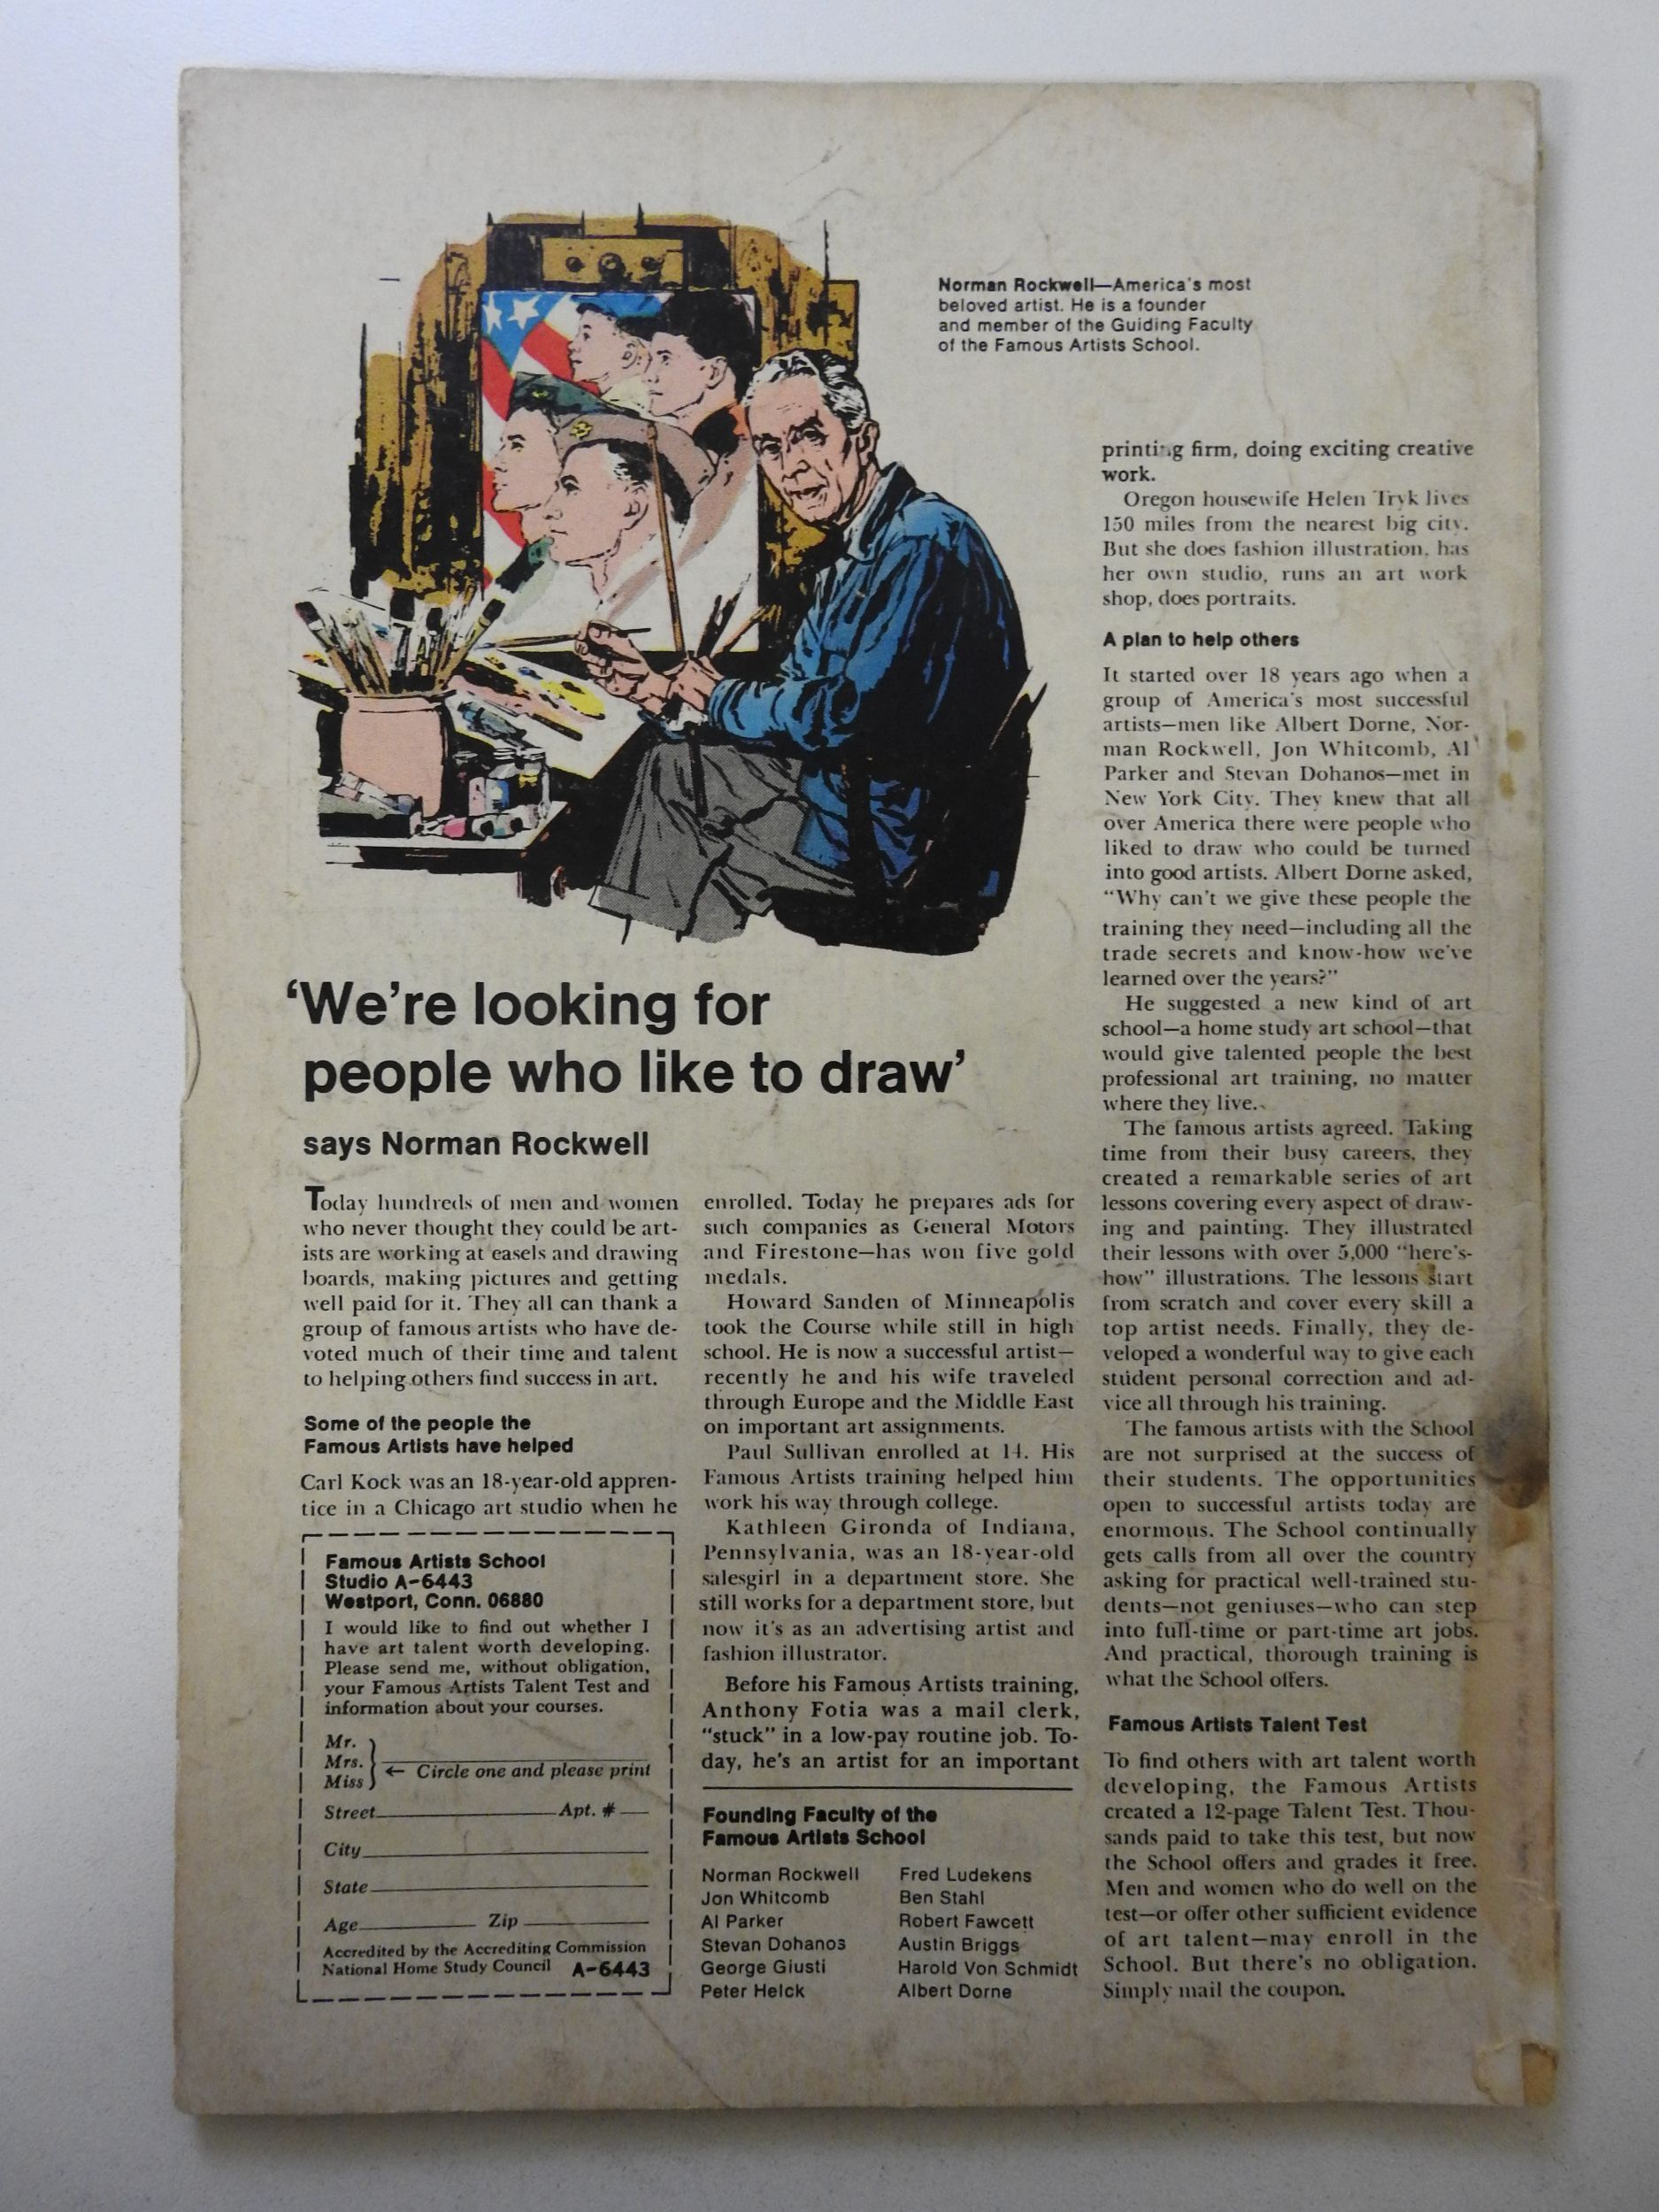 Norman Rockwell—America's most
beloved artist. He is a founder
and member of the Guiding Faculty
of the Famous Artists School.
'We're looking for
people who like to draw'
says Norman Rockwell
Today hundreds of men and women
who never thought they could be art-
ists are working at easels and drawing
boards, making pictures and getting
well paid for it. They all can thank a
group of famous artists who have de-
voted much of their time and talent
to helping others find success in art.
Some of the people the
Famous Artists have helped
Carl Kock was an 18-year-old appren-
tice in a Chicago art studio when he
enrolled. Today he prepares ads for
such companies as General Motors
and Firestone—has won five gold
medals.
Howard Sanden of Minneapolis
took the Course while still in high
school. He is now a successful artist—
recently he and his wife traveled
through Europe and the Middle East
on important art assignments.
Paul Sullivan enrolled at 14. His
Famous Artists training helped him
work his way through college.
Kathleen Gironda of Indiana,
Pennsylvania, was an 18-year-old
salesgirl in a department store. She
still works for a department store, but
now it's as an advertising artist and
fashion illustrator.
Before his Famous Artists training,
Anthony Fotia was a mail clerk,
"stuck" in a low-pay routine job. To-
day, he's an artist for an important
printing firm, doing exciting creative
work.
Oregon housewife Helen Tryk lives
150 miles from the nearest big city.
But she does fashion illustration, has
her own studio, runs an art work
shop, does portraits.
A plan to help others
It started over 18 years ago when a
group of America's most successful
artists—men like Albert Dorne, Nor-
man Rockwell, Jon Whitcomb, Al
Parker and Stevan Dohanos—met in
New York City. They knew that all
over America there were people who
liked to draw who could be turned
into good artists. Albert Dorne asked,
"Why can't we give these people the
training they need—including all the
trade secrets and know-how we've
learned over the years?"
He suggested a new kind of art
school—a home study art school—that
would give talented people the best
professional art training, no matter
where they live.
The famous artists agreed. Taking
time from their busy careers, they
created a remarkable series of art
lessons covering every aspect of draw-
ing and painting. They illustrated
their lessons with over 5,000 "here's-
how" illustrations. The lessons start
from scratch and cover every skill a
top artist needs. Finally, they de-
veloped a wonderful way to give each
student personal correction and ad-
vice all through his training.
The famous artists with the School
are not surprised at the success of
their students. The opportunities
open to successful artists today are
enormous. The School continually
gets calls from all over the country
asking for practical well-trained stu-
dents—not geniuses—who can step
into full-time or part-time art jobs.
And practical, thorough training is
what the School offers.
Famous Artists Talent Test
To find others with art talent worth
developing, the Famous Artists
created a 12-page Talent Test. Thou-
sands paid to take this test, but now
the School offers and grades it free.
Men and women who do well on the
test—or offer other sufficient evidence
of art talent—may enroll in the
School. But there's no obligation.
Simply mail the coupon.
Famous Artists School
Studio A-6443
Westport, Conn. 06880
I would like to find out whether I
have art talent worth developing.
Please send me, without obligation,
your Famous Artists Talent Test and
information about your courses.
Mr.
Mrs.
Miss
← Circle one and please print
Street Apt. #
City
State
Age Zip
Accredited by the Accrediting Commission
National Home Study Council A-6443
Founding Faculty of the
Famous Artists School
Norman Rockwell
Jon Whitcomb
Al Parker
Stevan Dohanos
George Giusti
Peter Helck
Fred Ludekens
Ben Stahl
Robert Fawcett
Austin Briggs
Harold Von Schmidt
Albert Dorne